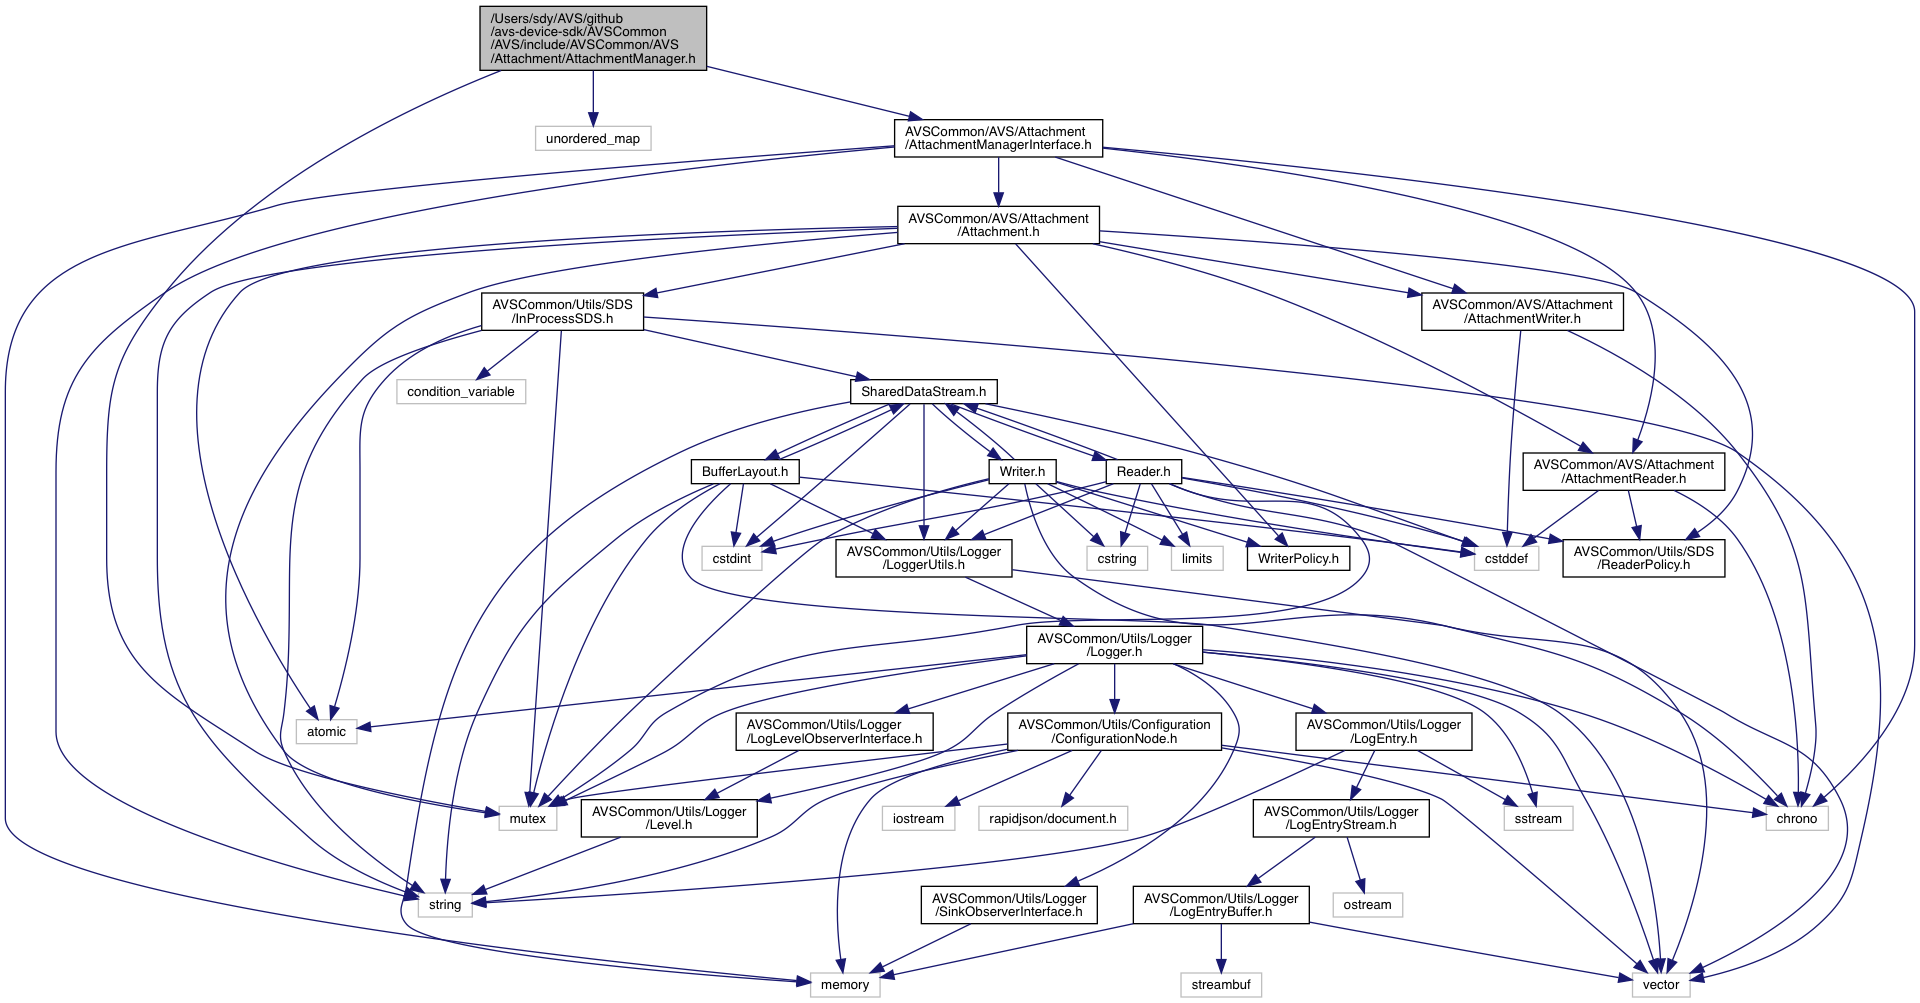 /Users/sdy/AVS/github
/avs-device-sdk/AVSCommon
/AVS/include/AVSCommon/AVS
/Attachment/AttachmentManager.h
unordered_map
AVSCommon/AVS/Attachment
/AttachmentManagerInterface.h
AVSCommon/AVS/Attachment
/Attachment.h
AVSCommon/Utils/SDS
/InProcessSDS.h
AVSCommon/AVS/Attachment
/AttachmentWriter.h
condition_variable
SharedDataStream.h
BufferLayout.h
Writer.h
Reader.h
AVSCommon/AVS/Attachment
/AttachmentReader.h
cstdint
AVSCommon/Utils/Logger
/LoggerUtils.h
cstring
limits
WriterPolicy.h
cstddef
AVSCommon/Utils/SDS
/ReaderPolicy.h
AVSCommon/Utils/Logger
/Logger.h
atomic
AVSCommon/Utils/Logger
/LogLevelObserverInterface.h
AVSCommon/Utils/Configuration
/ConfigurationNode.h
AVSCommon/Utils/Logger
/LogEntry.h
mutex
AVSCommon/Utils/Logger
/Level.h
iostream
rapidjson/document.h
AVSCommon/Utils/Logger
/LogEntryStream.h
sstream
chrono
string
AVSCommon/Utils/Logger
/SinkObserverInterface.h
AVSCommon/Utils/Logger
/LogEntryBuffer.h
ostream
memory
streambuf
vector